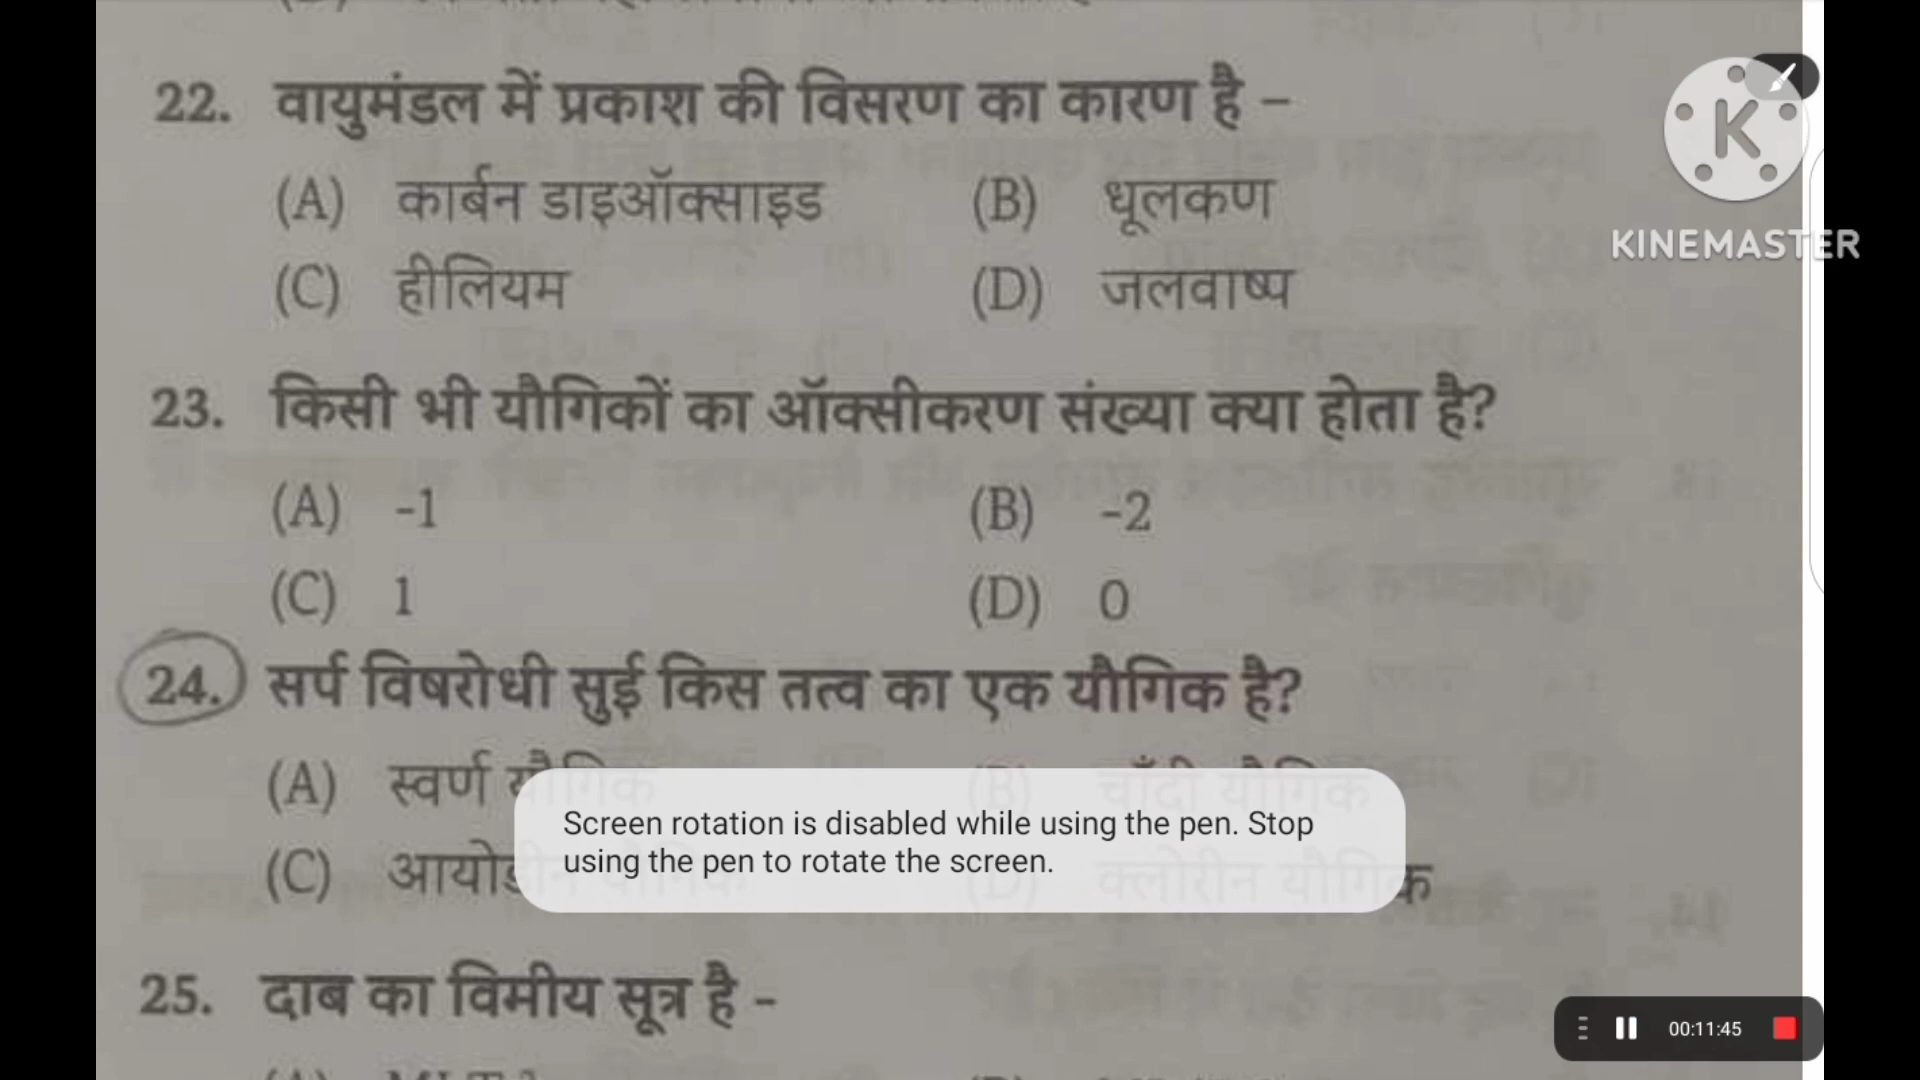 22. वायुमंडल में प्रकाश की विसरण का कारण है –
(A) कार्बन डाइऑक्साइड (B) धूलकण
(C) हीलियम (D) जलवाष्प
KINEMASTER
23. किसी भी यौगिकों का ऑक्सीकरण संख्या क्या होता है?
(A) -1 (B) -2
(C) 1 (D) 0
24. सर्प विषरोधी सुई किस तत्व का एक यौगिक है?
(A) स्वर्ण यौगिक (B) चाँदी यौगिक
Screen rotation is disabled while using the pen. Stop
using the pen to rotate the screen.
(C) आयोडीन यौगिक (D) क्लोरीन यौगिक
25. दाब का विमीय सूत्र है –
00:11:45